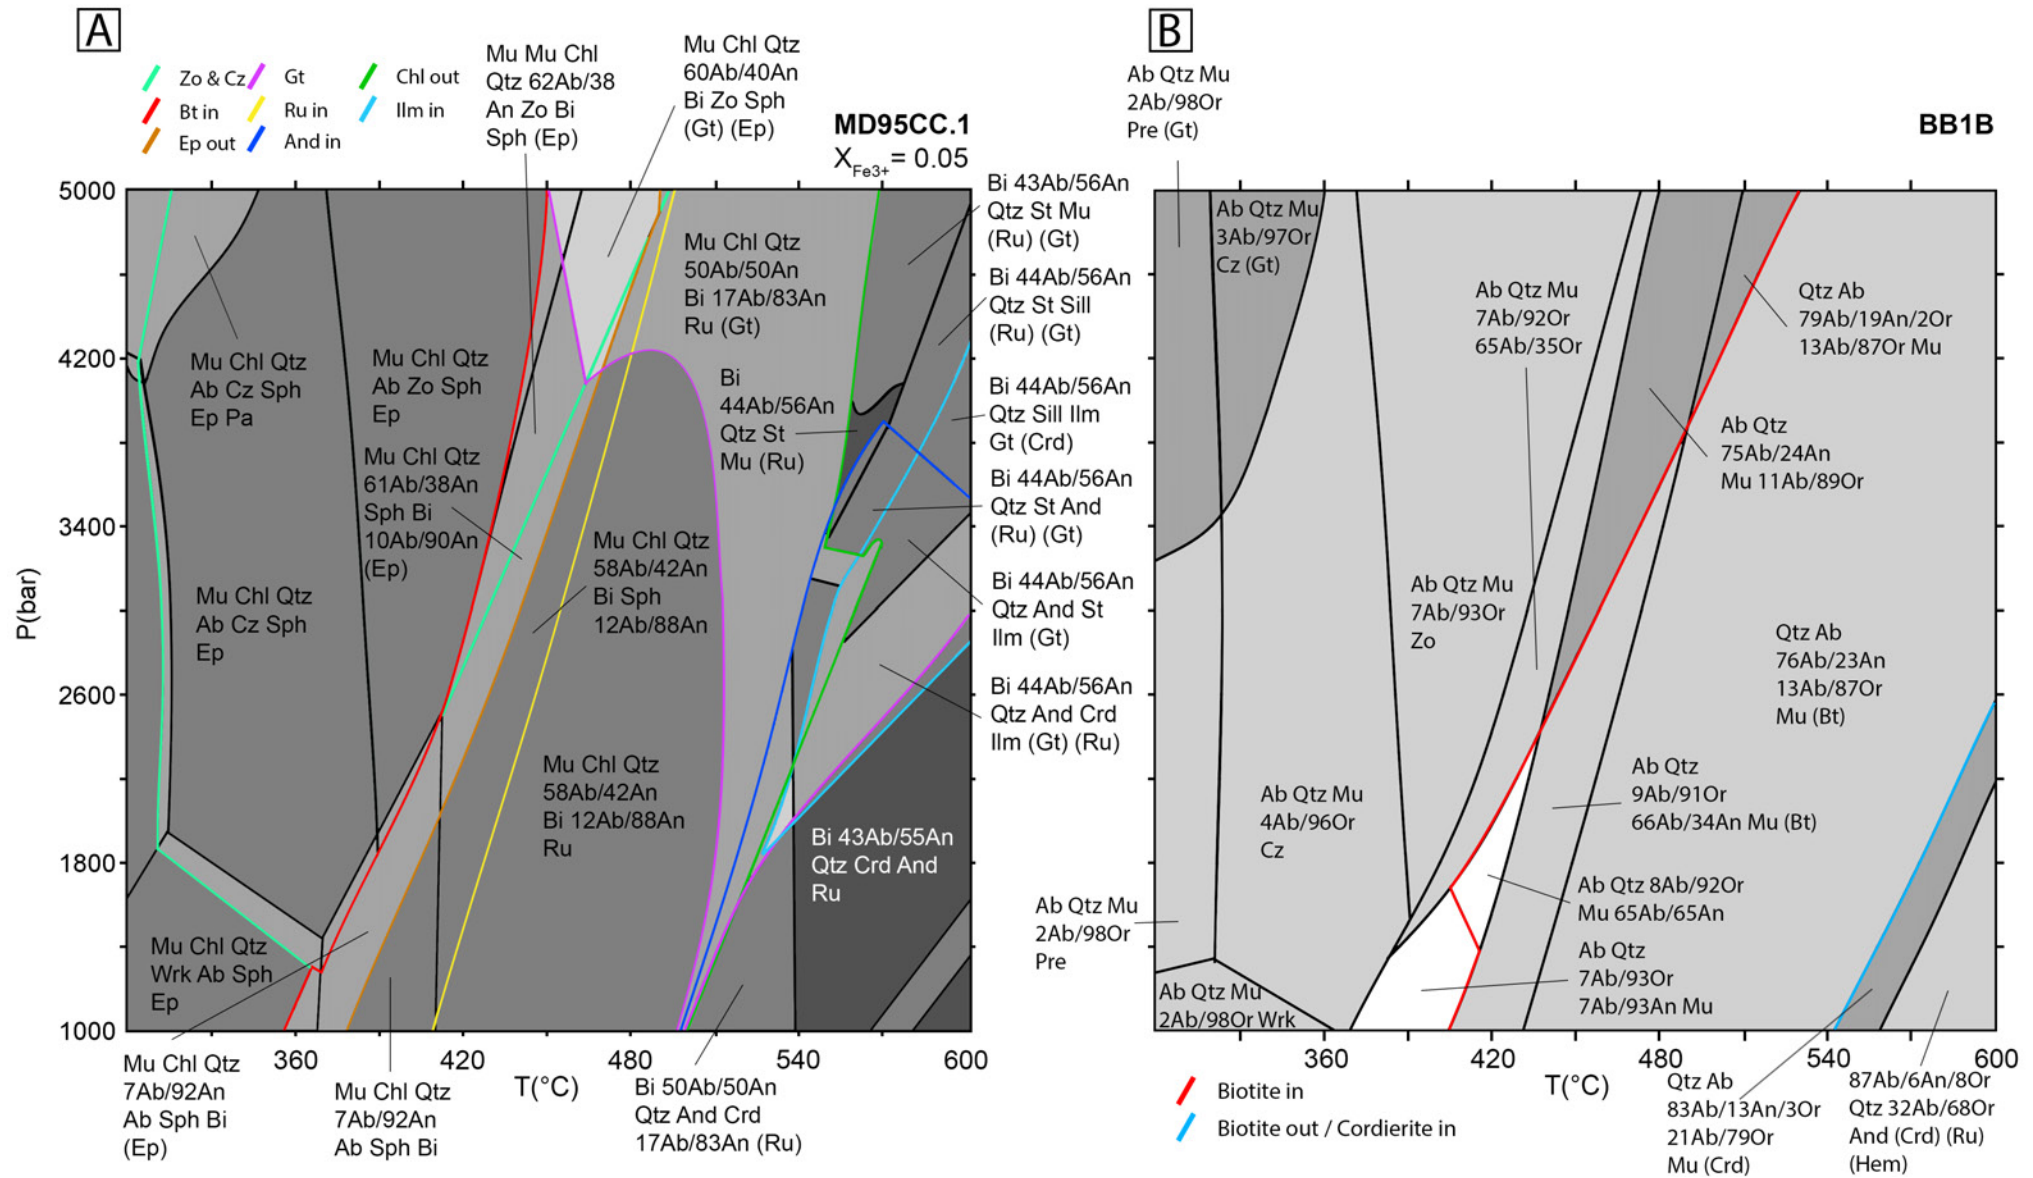 A
Zo & Cz
Gt
Chl out
Bt in
Ru in
Ilm in
Ep out
And in
Mu Mu Chl
Qtz 62Ab/38
An Zo Bi
Sph (Ep)
Mu Chl Qtz
60Ab/40An
Bi Zo Sph
(Gt) (Ep)
MD95CC.1
XFe3+= 0.05
P(bar)
5000
4200
3400
2600
1800
1000
360
420
480
540
600
T(°C)
Mu Chl Qtz
Ab Cz Sph
Ep Pa
Mu Chl Qtz
Ab Zo Sph
Ep
Mu Chl Qtz
61Ab/38An
Sph Bi
10Ab/90An
(Ep)
Mu Chl Qtz
Ab Cz Sph
Ep
Mu Chl Qtz
Wrk Ab Sph
Ep
Mu Chl Qtz
50Ab/50An
Bi 17Ab/83An
Ru (Gt)
Bi
44Ab/56An
Qtz St
Mu (Ru)
Mu Chl Qtz
58Ab/42An
Bi Sph
12Ab/88An
Mu Chl Qtz
58Ab/42An
Bi 12Ab/88An
Ru
Bi 43Ab/55An
Qtz Crd And
Ru
Bi 43Ab/56An
Qtz St Mu
(Ru) (Gt)
Bi 44Ab/56An
Qtz St Sill
(Ru) (Gt)
Bi 44Ab/56An
Qtz Sill Ilm
Gt (Crd)
Bi 44Ab/56An
Qtz St And
(Ru) (Gt)
Bi 44Ab/56An
Qtz And St
Ilm (Gt)
Bi 44Ab/56An
Qtz And Crd
Ilm (Gt) (Ru)
Mu Chl Qtz
7Ab/92An
Ab Sph Bi
(Ep)
Mu Chl Qtz
7Ab/92An
Ab Sph Bi
Bi 50Ab/50An
Qtz And Crd
17Ab/83An (Ru)
B
BB1B
Ab Qtz Mu
2Ab/98Or
Pre (Gt)
Ab Qtz Mu
3Ab/97Or
Cz (Gt)
Ab Qtz Mu
7Ab/92Or
65Ab/35Or
Qtz Ab
79Ab/19An/2Or
13Ab/87Or Mu
Ab Qtz
75Ab/24An
Mu 11Ab/89Or
Ab Qtz Mu
7Ab/93Or
Zo
Qtz Ab
76Ab/23An
13Ab/87Or
Mu (Bt)
Ab Qtz Mu
4Ab/96Or
Cz
Ab Qtz
9Ab/91Or
66Ab/34An Mu (Bt)
Ab Qtz 8Ab/92Or
Mu 65Ab/65An
Ab Qtz Mu
2Ab/98Or
Pre
Ab Qtz
7Ab/93Or
7Ab/93An Mu
Ab Qtz Mu
2Ab/98Or Wrk
360
420
480
540
600
T(°C)
Biotite in
Biotite out / Cordierite in
Qtz Ab
83Ab/13An/3Or
21Ab/79Or
Mu (Crd)
87Ab/6An/8Or
Qtz 32Ab/68Or
And (Crd) (Ru)
(Hem)